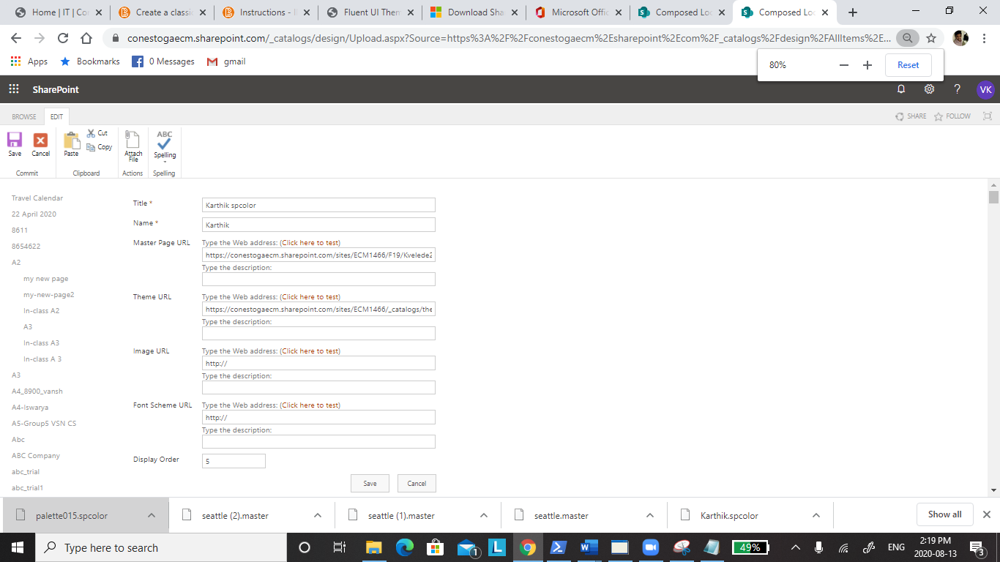 Home | IT | Co
Create a classi
Instructions - I
Fluent UI Them
Download Sha
Microsoft Offic
Composed Loo
Composed Loo
conestogaecm.sharepoint.com/_catalogs/design/Upload.aspx?Source=https%3A%2F%2Fconestogaecm%2Esharepoint%2Ecom%2F_catalogs%2Fdesign%2FAllItems%2E...
Apps
Bookmarks
0 Messages
gmail
80%
Reset
SharePoint
VK
BROWSE
EDIT
SHARE
FOLLOW
Save
Cancel
Paste
Cut
Copy
Attach File
ABC
Spelling
Commit
Clipboard
Actions
Spelling
Travel Calendar
22 April 2020
8611
8654622
A2
my new page
my-new-page2
In-class A2
A3
In-class A3
In-class A 3
A3
A4_8900_vansh
A4-Iswarya
A5-Group5 VSN CS
Abc
ABC Company
abc_trial
abc_trial1
Title *
Karthik spcolor
Name *
Karthik
Master Page URL
Type the Web address: (Click here to test)
https://conestogaecm.sharepoint.com/sites/ECM1466/F19/Kvelede2
Type the description:
Theme URL
Type the Web address: (Click here to test)
https://conestogaecm.sharepoint.com/sites/ECM1466/_catalogs/the
Type the description:
Image URL
Type the Web address: (Click here to test)
http://
Type the description:
Font Scheme URL
Type the Web address: (Click here to test)
http://
Type the description:
Display Order
5
Save
Cancel
palette015.spcolor
seattle (2).master
seattle (1).master
seattle.master
Karthik.spcolor
Show all
Type here to search
1
L
49%
ENG
2:19 PM
2020-08-13
3